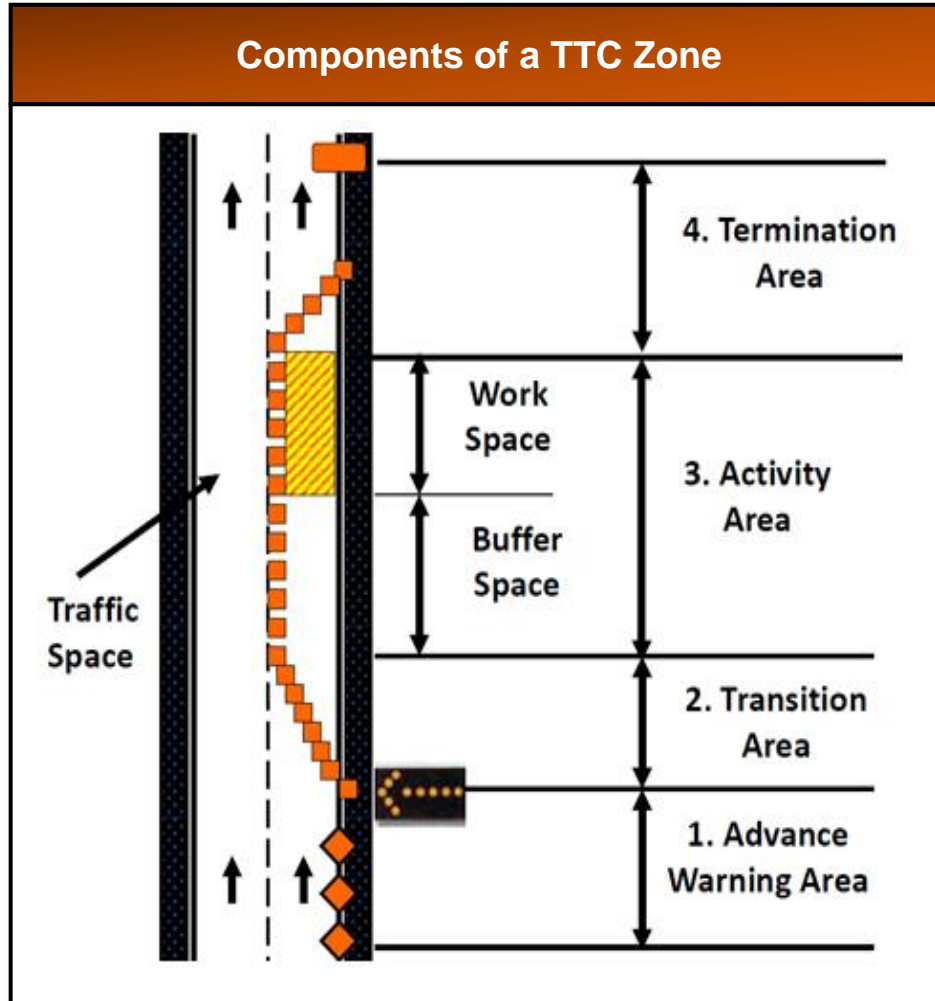 Components of a TTC Zone
4. Termination
Area
Work
Space
3. Activity
Area
Buffer
Space
Traffic
Space
2. Transition
Area
1. Advance
Warning Area